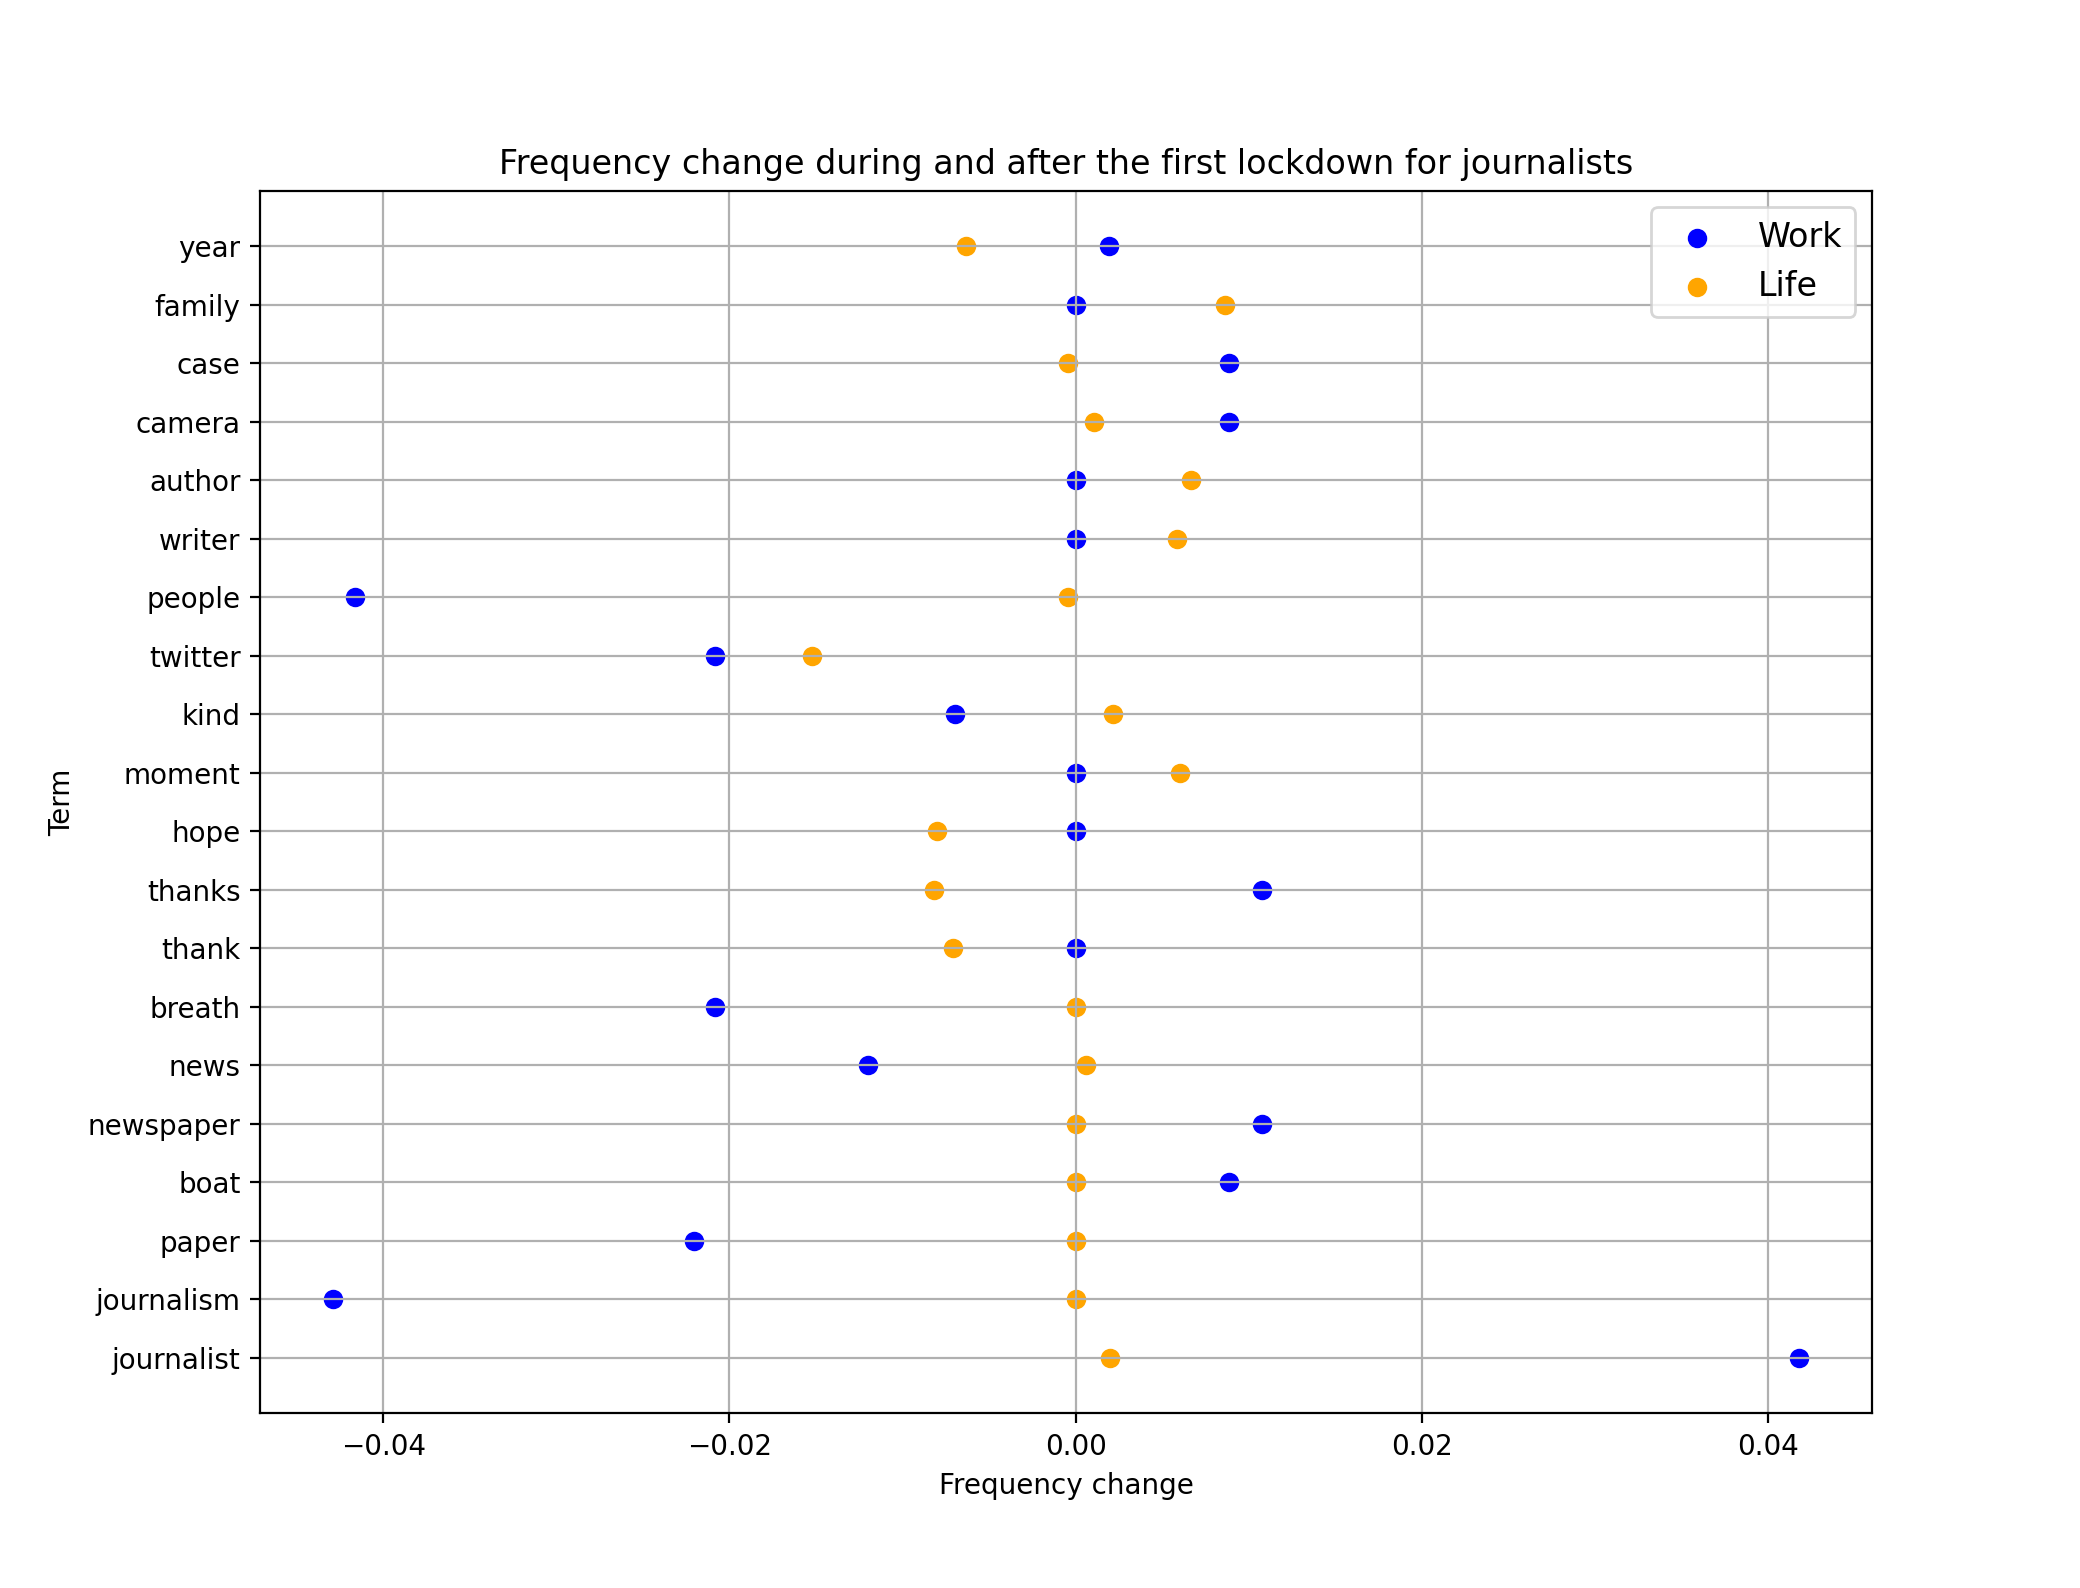 Frequency change during and after the first lockdown for journalists
Work
Life
year
family
case
camera
author
writer
people
twitter
kind
moment
hope
thanks
thank
breath
news
newspaper
boat
paper
journalism
journalist
Term
−0.04
−0.02
0.00
0.02
0.04
Frequency change